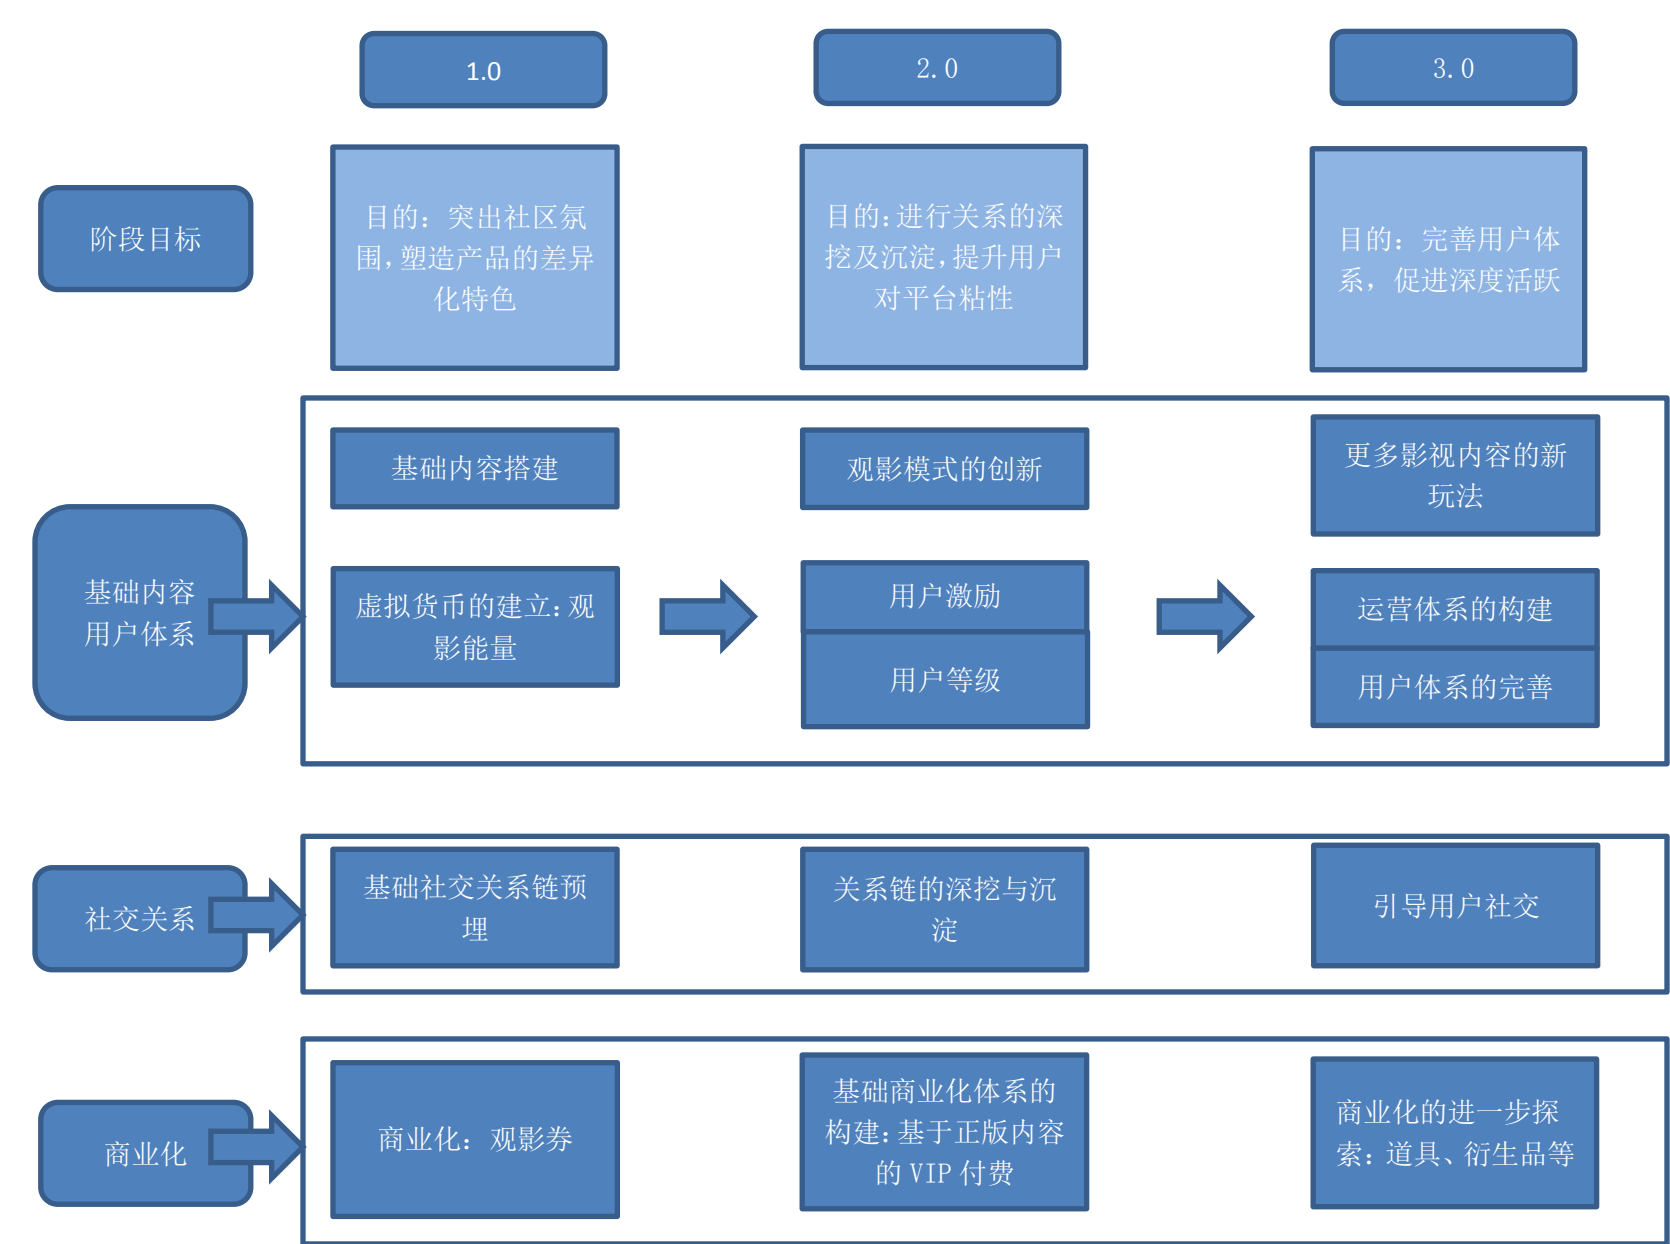 1.0
2.0
3.0
阶段目标
目的：突出社区氛
围，塑造产品的差异
化特色
目的：进行关系的深
挖及沉淀，提升用户
对平台粘性
目的：完善用户体
系，促进深度活跃
基础内容
用户体系
基础内容搭建
观影模式的创新
更多影视内容的新
玩法
虚拟货币的建立：观
影能量
用户激励
用户等级
运营体系的构建
用户体系的完善
社交关系
基础社交关系链预
埋
关系链的深挖与沉
淀
引导用户社交
商业化
商业化：观影券
基础商业化体系的
构建：基于正版内容
的 VIP 付费
商业化的进一步探
索：道具、衍生品等